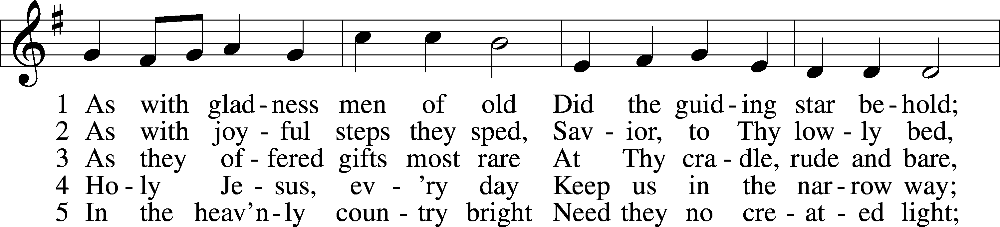 1 As with glad - ness men of old Did the guid - ing star be - hold;
2 As with joy - ful steps they sped, Sav - ior, to Thy low - ly bed,
3 As they of - fered gifts most rare At Thy cra - dle, rude and bare,
4 Ho - ly Je - sus, ev - ’ry day Keep us in the nar - row way;
5 In the heav’n - ly coun - try bright Need they no cre - at - ed light;